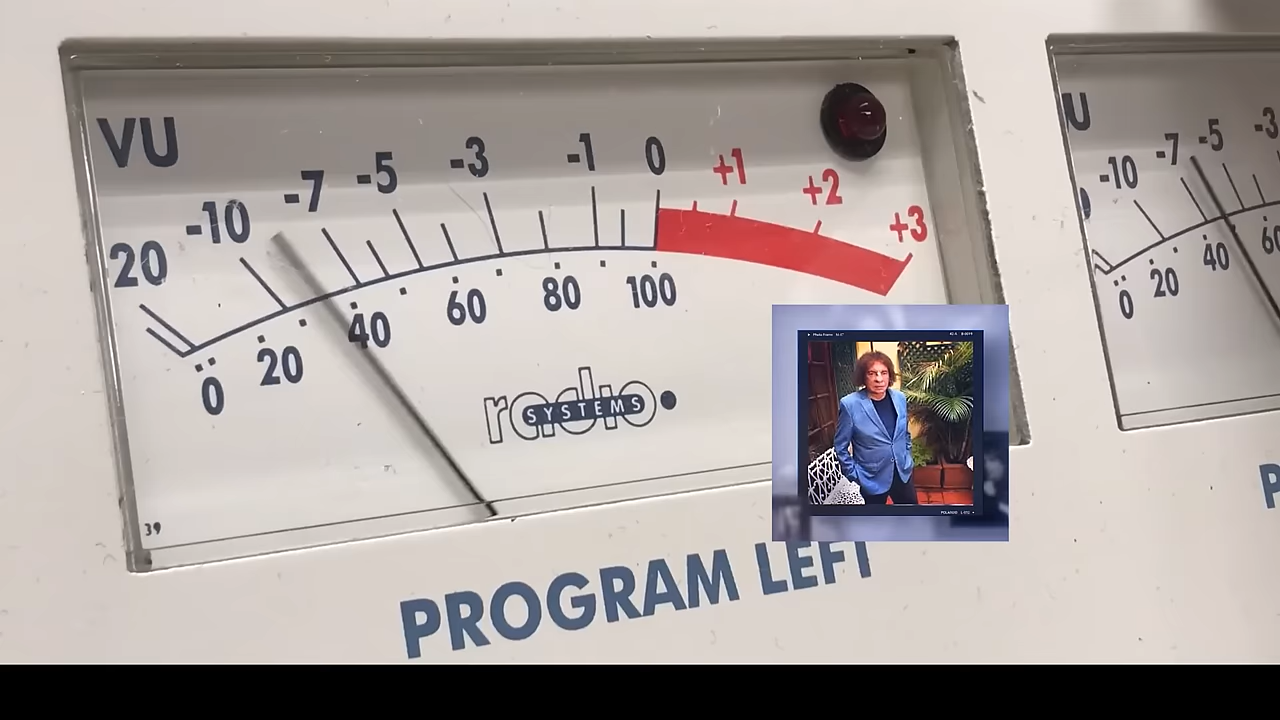 VU
20 -10 -7 -5 -3 -1 0 +1 +2 +3
0 20 40 60 80 100
radio
SYSTEMS
39
PROGRAM LEFT
U
-10 -7 -5 -3
0 20 40 60
P